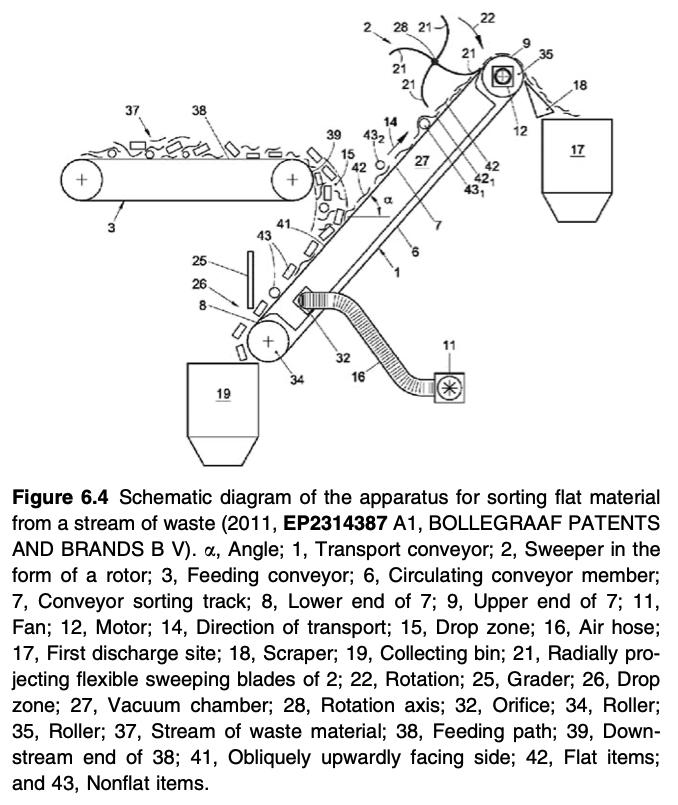 2
28
21
22
9
35
21
21
21
18
37
38
39
14
43₂
12
17
15
42
27
42
42₁
43₁
α
7
3
41
6
43
1
25
26
8
32
11
34
16
19
Figure 6.4 Schematic diagram of the apparatus for sorting flat material
from a stream of waste (2011, EP2314387 A1, BOLLEGRAAF PATENTS
AND BRANDS B V). α, Angle; 1, Transport conveyor; 2, Sweeper in the
form of a rotor; 3, Feeding conveyor; 6, Circulating conveyor member;
7, Conveyor sorting track; 8, Lower end of 7; 9, Upper end of 7; 11,
Fan; 12, Motor; 14, Direction of transport; 15, Drop zone; 16, Air hose;
17, First discharge site; 18, Scraper; 19, Collecting bin; 21, Radially pro-
jecting flexible sweeping blades of 2; 22, Rotation; 25, Grader; 26, Drop
zone; 27, Vacuum chamber; 28, Rotation axis; 32, Orifice; 34, Roller;
35, Roller; 37, Stream of waste material; 38, Feeding path; 39, Down-
stream end of 38; 41, Obliquely upwardly facing side; 42, Flat items;
and 43, Nonflat items.